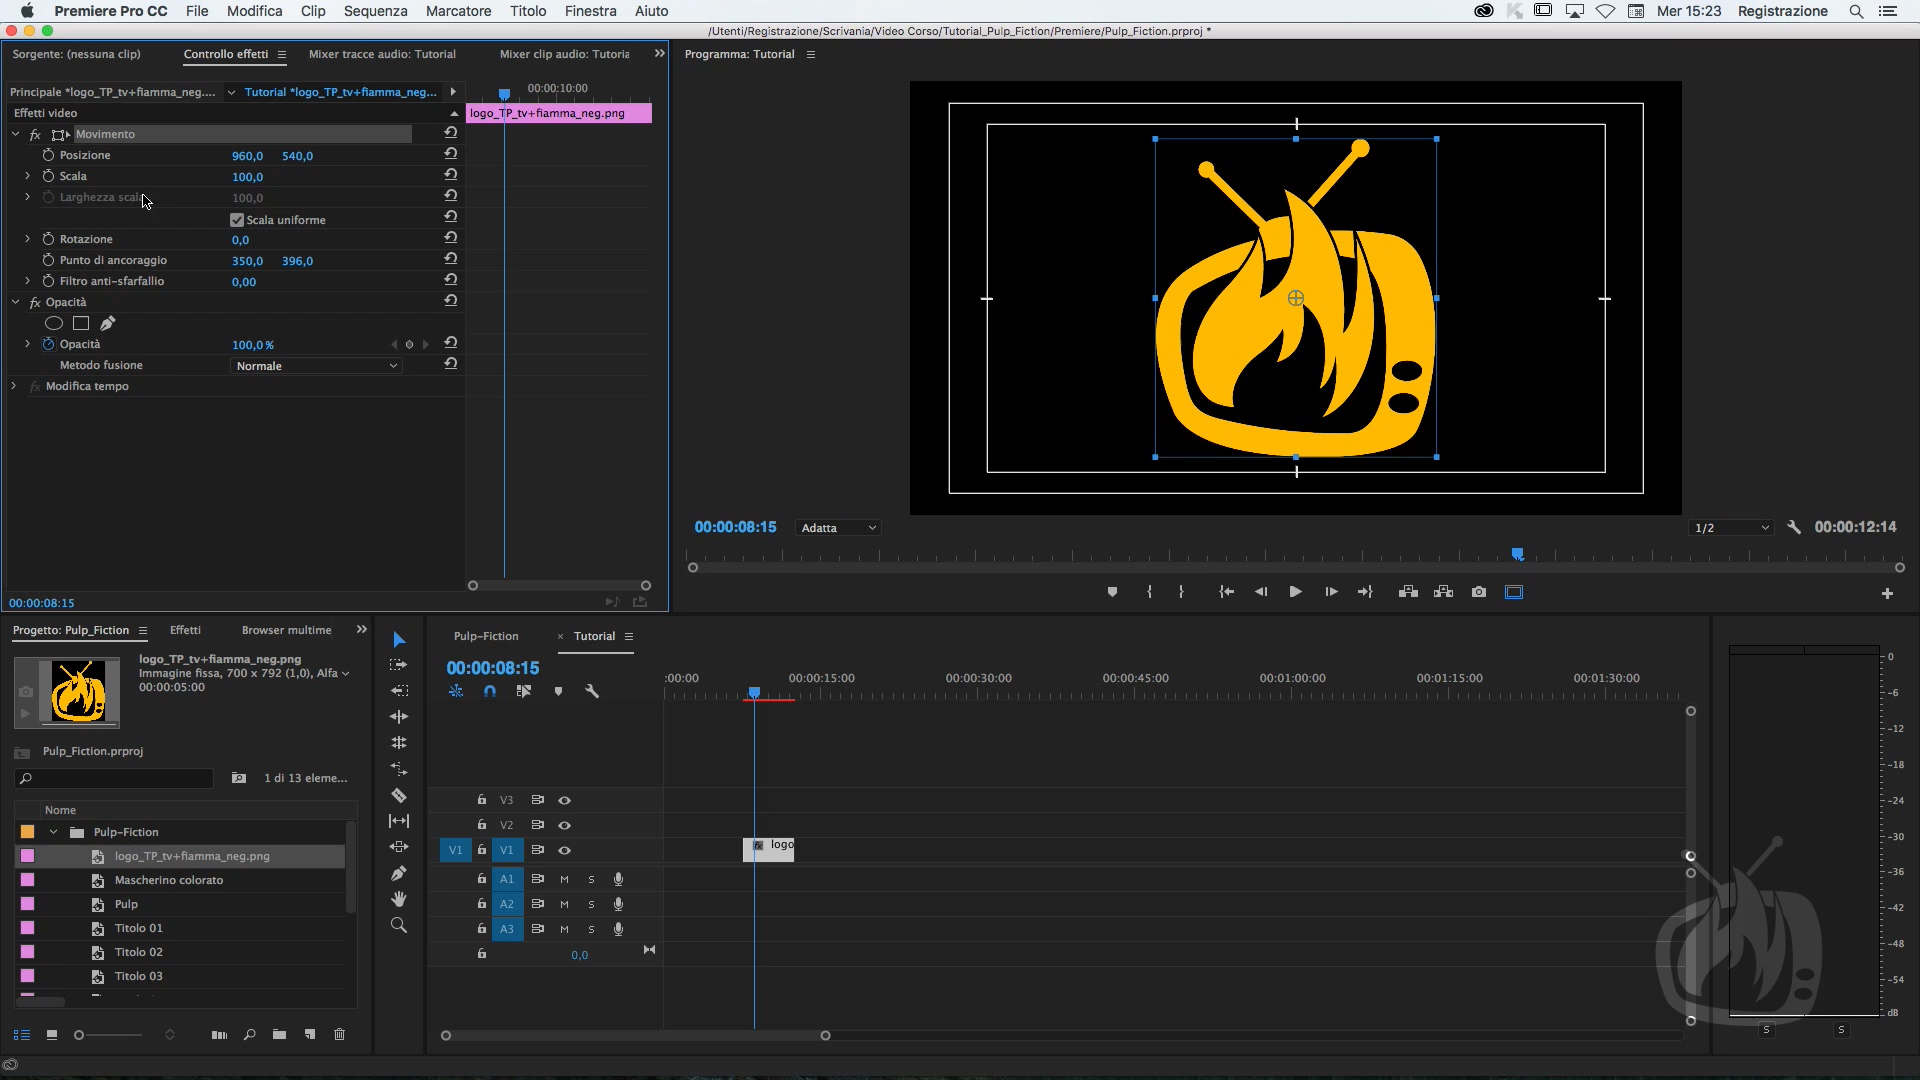 Premiere Pro CC File Modifica Clip Sequenza Marcatore Titolo Finestra Aiuto Mer 15:23 Registrazione
/Utenti/Registrazione/Scrivania/Video Corso/Tutorial_Pulp_Fiction/Premiere/Pulp_Fiction.prproj *
Sorgente: (nessuna clip) Controllo effetti Mixer tracce audio: Tutorial Mixer clip audio: Tutoria
Programma: Tutorial
Principale *logo_TP_tv+fiamma_neg.... Tutorial *logo_TP_tv+fiamma_neg... 00:00:10:00
Effetti video logo_TP_tv+fiamma_neg.png
fx Movimento
Posizione 960,0 540,0
Scala 100,0
Larghezza scala 100,0
Scala uniforme
Rotazione 0,0
Punto di ancoraggio 350,0 396,0
Filtro anti-sfarfallio 0,00
fx Opacità
Opacità 100,0 %
Metodo fusione Normale
fx Modifica tempo
00:00:08:15
00:00:08:15 Adatta 1/2 00:00:12:14
Progetto: Pulp_Fiction Effetti Browser multime
logo_TP_tv+fiamma_neg.png
Immagine fissa, 700 x 792 (1,0), Alfa
00:00:05:00
Pulp_Fiction.prproj
1 di 13 eleme...
Nome
Pulp-Fiction
logo_TP_tv+fiamma_neg.png
Mascherino colorato
Pulp
Titolo 01
Titolo 02
Titolo 03
Pulp-Fiction × Tutorial
00:00:08:15
:00:00 00:00:15:00 00:00:30:00 00:00:45:00 00:01:00:00 00:01:15:00 00:01:30:00
V3
V2
V1 V1 fx logo
A1 M S
A2 M S
A3 M S
0,0
0
-6
-12
-18
-24
-30
-36
-42
-48
-54
dB
S S